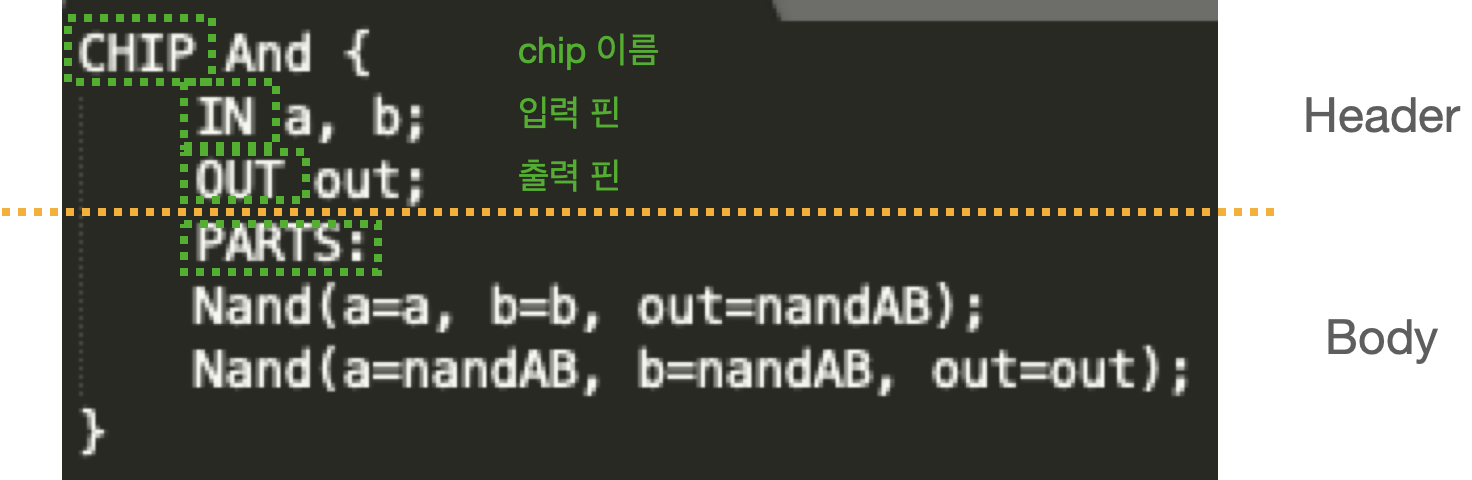 CHIP And { chip 이름
IN a, b; 입력 핀
Header
OUT out; 출력 핀
PARTS:
Nand(a=a, b=b, out=nandAB);
Body
Nand(a=nandAB, b=nandAB, out=out);
}